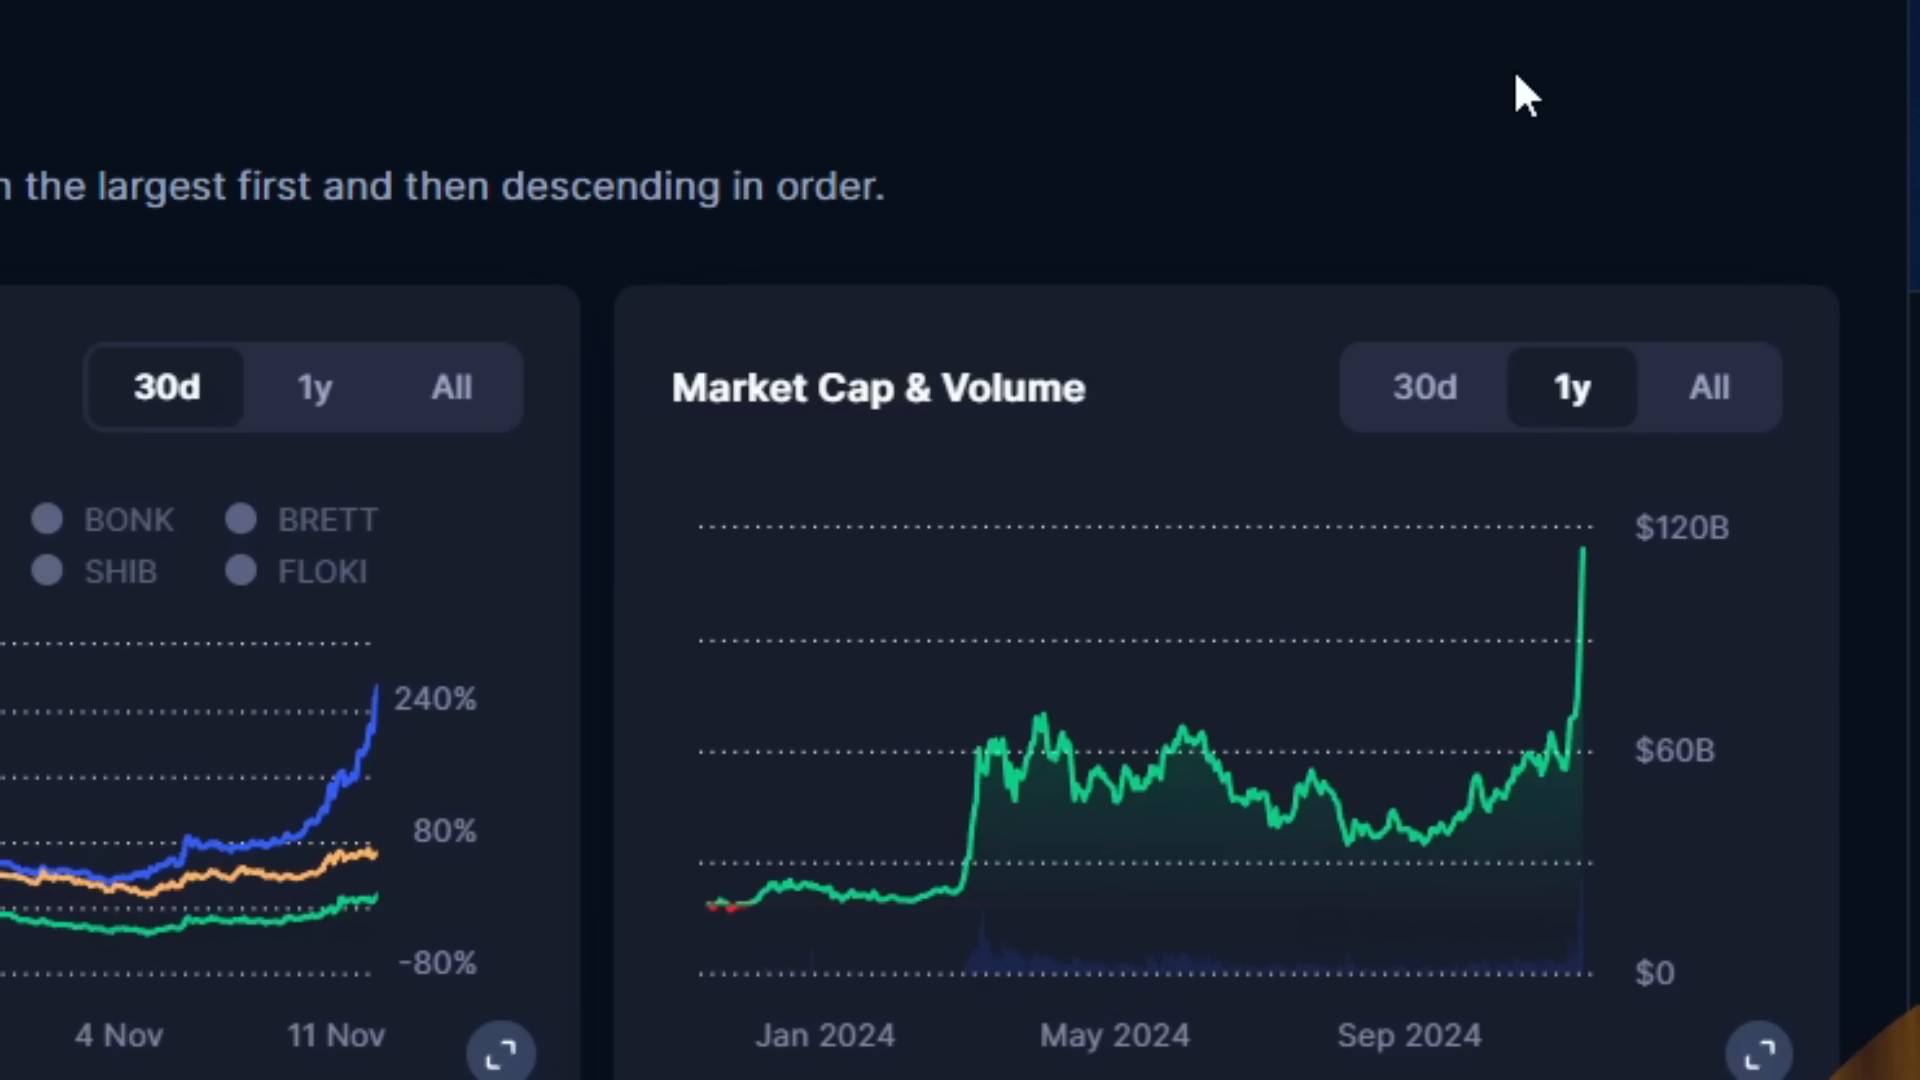 the largest first and then descending in order.
30d 1y All
BONK BRETT
SHIB FLOKI
240%
80%
-80%
4 Nov 11 Nov
Market Cap & Volume
30d 1y All
$120B
$60B
$0
Jan 2024 May 2024 Sep 2024